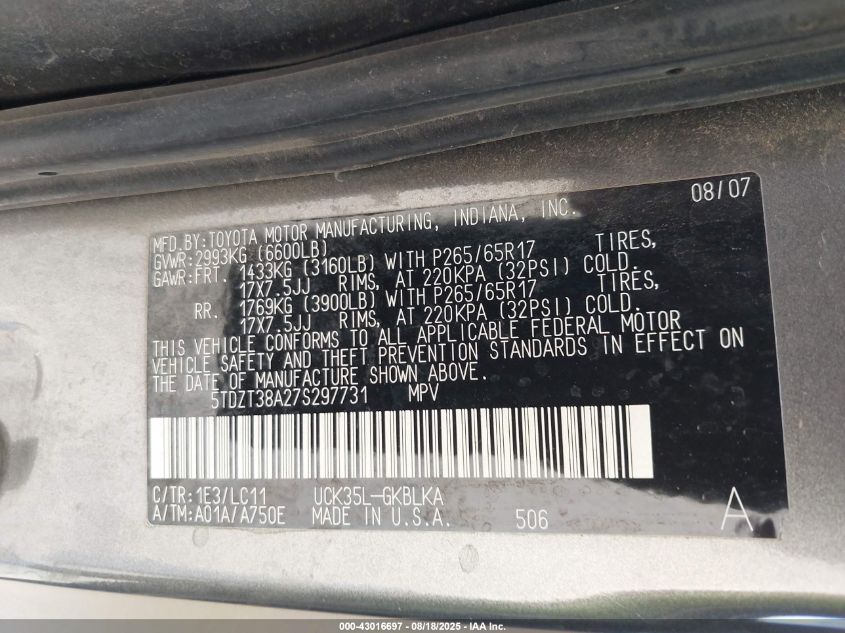 08/07
MFD.BY:TOYOTA MOTOR MANUFACTURING, INDIANA, INC.
GVWR:2993KG (6600LB)
GAWR:FRT. 1433KG (3160LB) WITH P265/65R17 TIRES,
17X7.5JJ RIMS, AT 220KPA (32PSI) COLD.
RR. 1769KG (3900LB) WITH P265/65R17 TIRES,
17X7.5JJ RIMS, AT 220KPA (32PSI) COLD.
THIS VEHICLE CONFORMS TO ALL APPLICABLE FEDERAL MOTOR
VEHICLE SAFETY AND THEFT PREVENTION STANDARDS IN EFFECT ON
THE DATE OF MANUFACTURE SHOWN ABOVE.
5TDZT38A27S297731 MPV
C/TR:1E3/LC11 UCK35L-GKBLKA
A/TM:A01A/A750E MADE IN U.S.A. 506 A
000-43016697 - 08/18/2025 - IAA Inc.